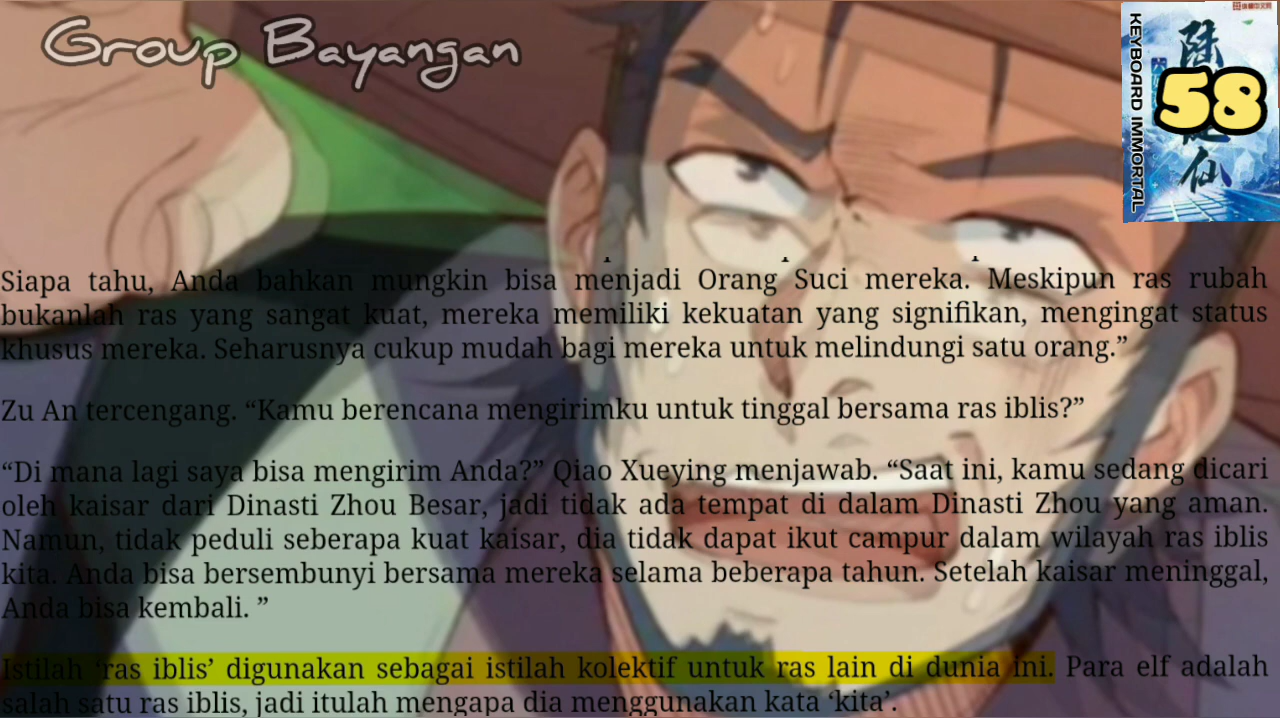 Group Bayangan
KEYBOARD IMMORTAL
58
仙
Siapa tahu, Anda bahkan mungkin bisa menjadi Orang Suci mereka. Meskipun ras rubah
bukanlah ras yang sangat kuat, mereka memiliki kekuatan yang signifikan, mengingat status
khusus mereka. Seharusnya cukup mudah bagi mereka untuk melindungi satu orang.”
Zu An tercengang. “Kamu berencana mengirimku untuk tinggal bersama ras iblis?”
“Di mana lagi saya bisa mengirim Anda?” Qiao Xueying menjawab. “Saat ini, kamu sedang dicari
oleh kaisar dari Dinasti Zhou Besar, jadi tidak ada tempat di dalam Dinasti Zhou yang aman.
Namun, tidak peduli seberapa kuat kaisar, dia tidak dapat ikut campur dalam wilayah ras iblis
kita. Anda bisa bersembunyi bersama mereka selama beberapa tahun. Setelah kaisar meninggal,
Anda bisa kembali. ”
Istilah ‘ras iblis’ digunakan sebagai istilah kolektif untuk ras lain di dunia ini. Para elf adalah
salah satu ras iblis, jadi itulah mengapa dia menggunakan kata ‘kita’.